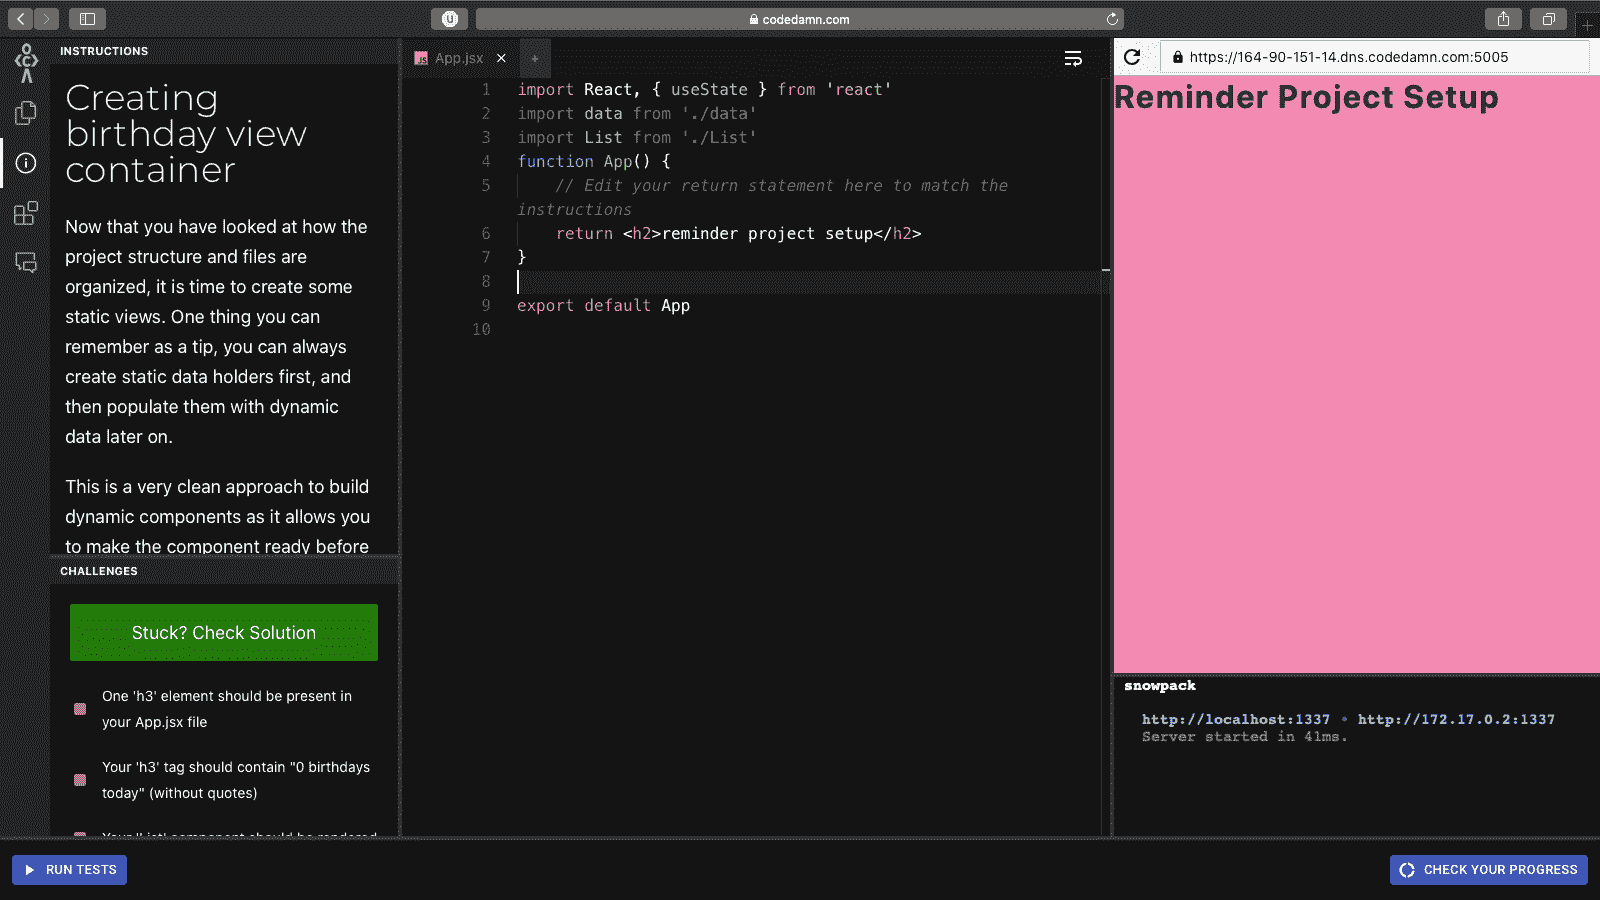 codedamn.com
INSTRUCTIONS
Creating
birthday view
container
Now that you have looked at how the
project structure and files are
organized, it is time to create some
static views. One thing you can
remember as a tip, you can always
create static data holders first, and
then populate them with dynamic
data later on.
This is a very clean approach to build
dynamic components as it allows you
to make the component ready before
CHALLENGES
Stuck? Check Solution
One 'h3' element should be present in
your App.jsx file
Your 'h3' tag should contain "0 birthdays
today" (without quotes)
Your 'List' component should be rendered
RUN TESTS
JS App.jsx
1 import React, { useState } from 'react'
2 import data from './data'
3 import List from './List'
4 function App() {
5 // Edit your return statement here to match the
instructions
6 return <h2>reminder project setup</h2>
7 }
8
9 export default App
10
https://164-90-151-14.dns.codedamn.com:5005
Reminder Project Setup
snowpack
http://localhost:1337 • http://172.17.0.2:1337
Server started in 41ms.
CHECK YOUR PROGRESS